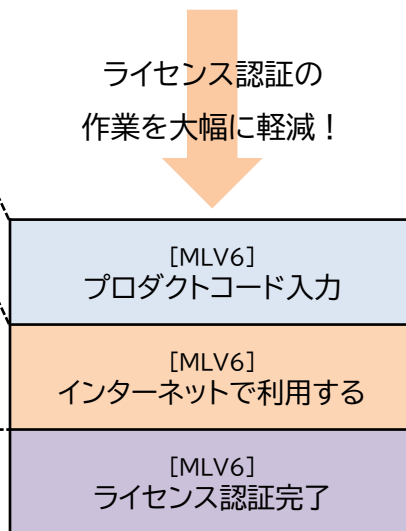 ライセンス認証の
作業を大幅に軽減！
[MLV6]
プロダクトコード入力
[MLV6]
インターネットで利用する
[MLV6]
ライセンス認証完了